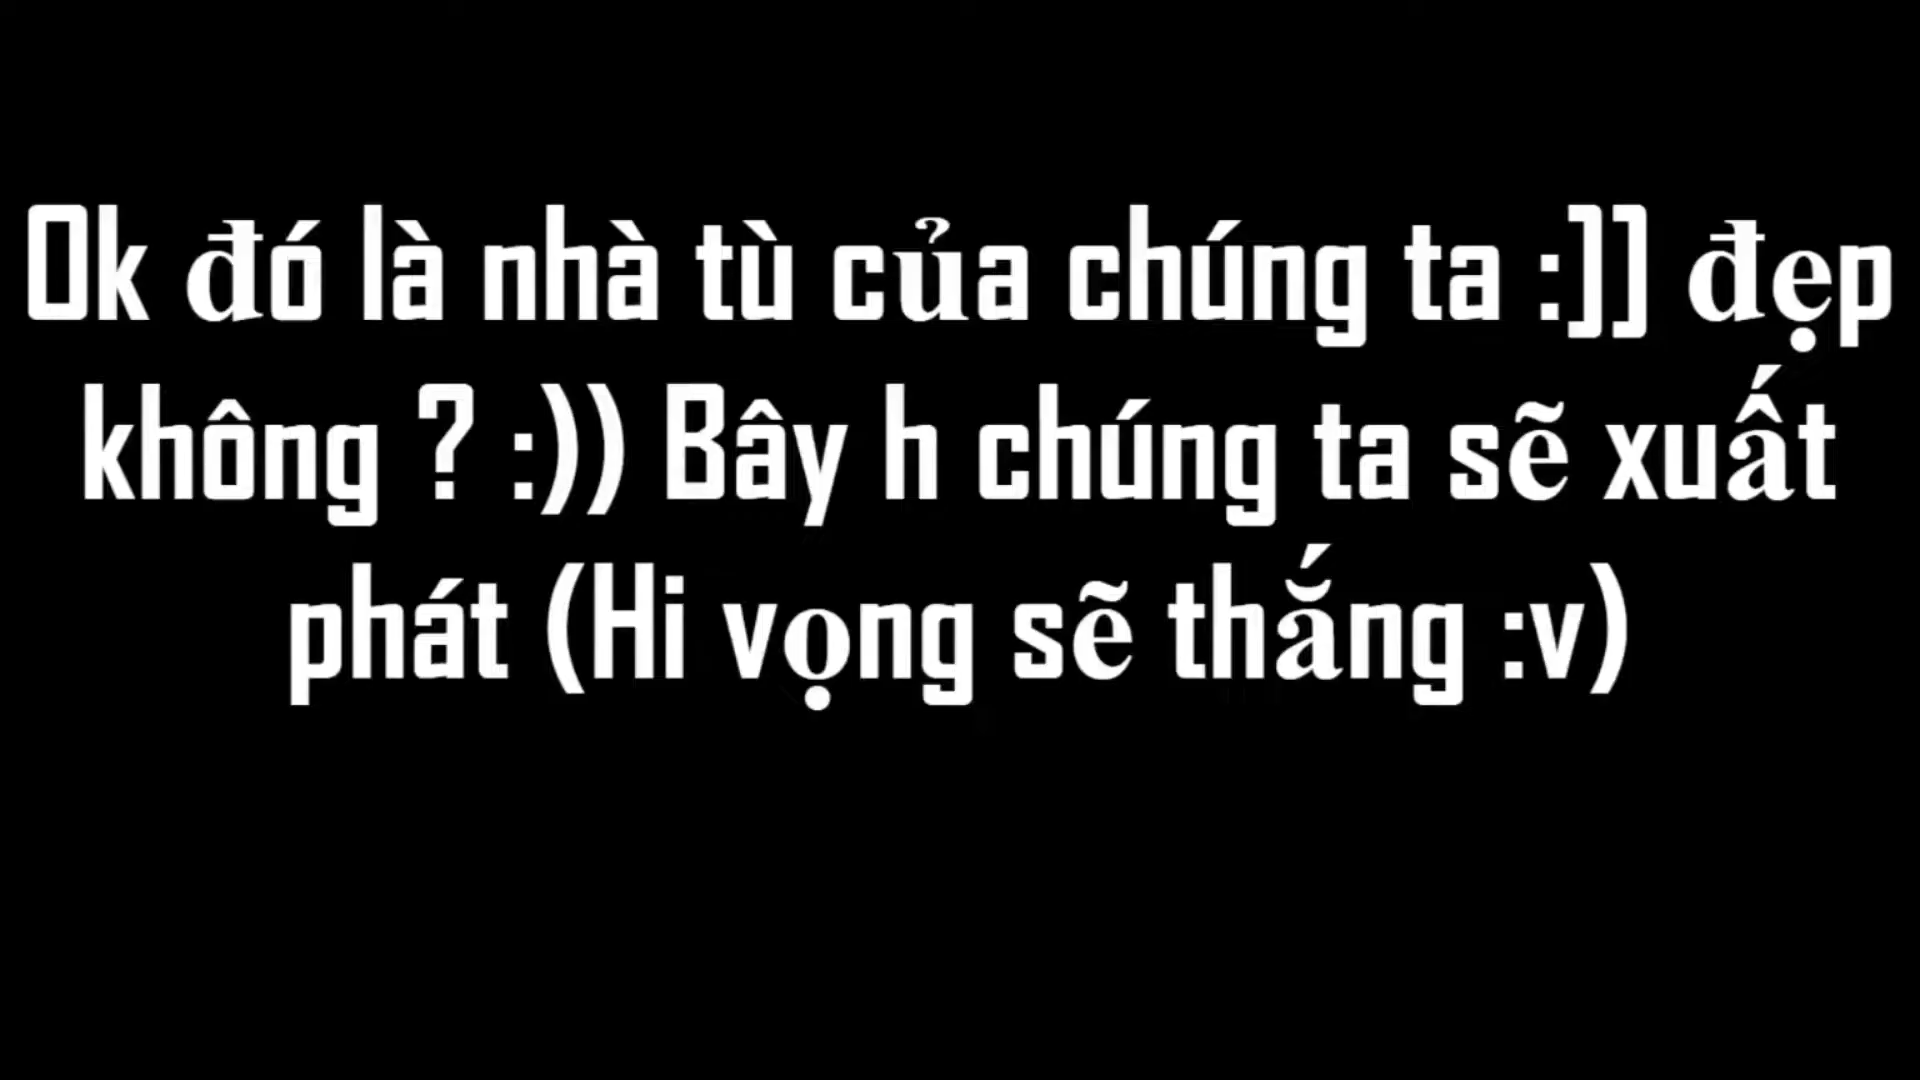 Ok đó là nhà tù của chúng ta :]] đẹp
không ? :)) Bây h chúng ta sẽ xuất
phát (Hi vọng sẽ thắng :v)